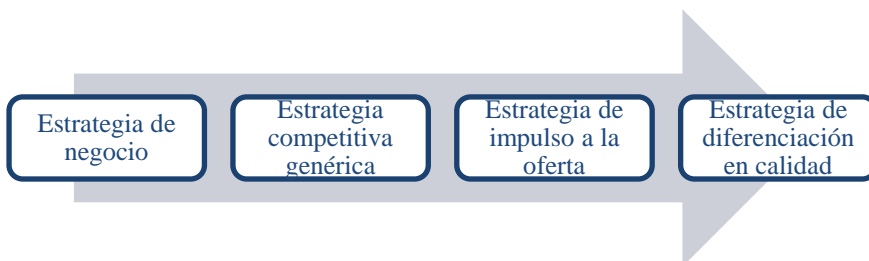 Estrategia de
negocio
Estrategia
competitiva
genérica
Estrategia de
impulso a la
oferta
Estrategia de
diferenciación
en calidad